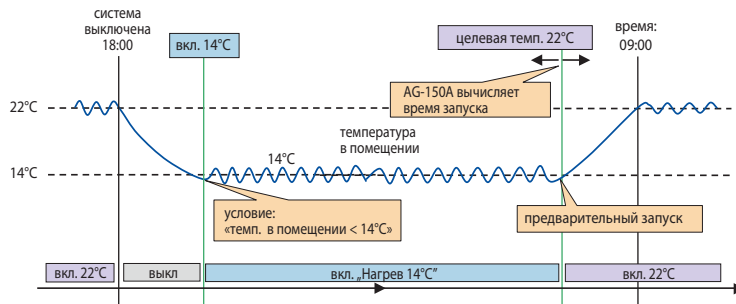 система
выключена
18:00
вкл. 14°C
целевая темп. 22°C
время:
09:00
AG-150A вычисляет
время запуска
22°C
температура
в помещении
14°C
14°C
условие:
«темп. в помещении < 14°C»
предварительный запуск
вкл. 22°C
выкл
вкл. „Нагрев 14°C"
вкл. 22°C